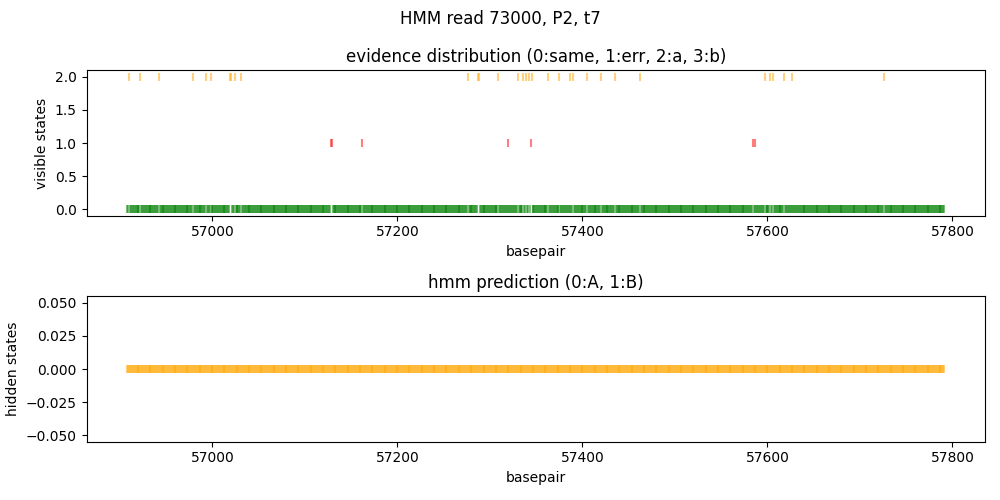 HMM read 73000, P2, t7
evidence distribution (0:same, 1:err, 2:a, 3:b)
visible states
2.0
1.5
1.0
0.5
0.0
57000 57200 57400 57600 57800
basepair
hmm prediction (0:A, 1:B)
hidden states
0.050
0.025
0.000
−0.025
−0.050
57000 57200 57400 57600 57800
basepair